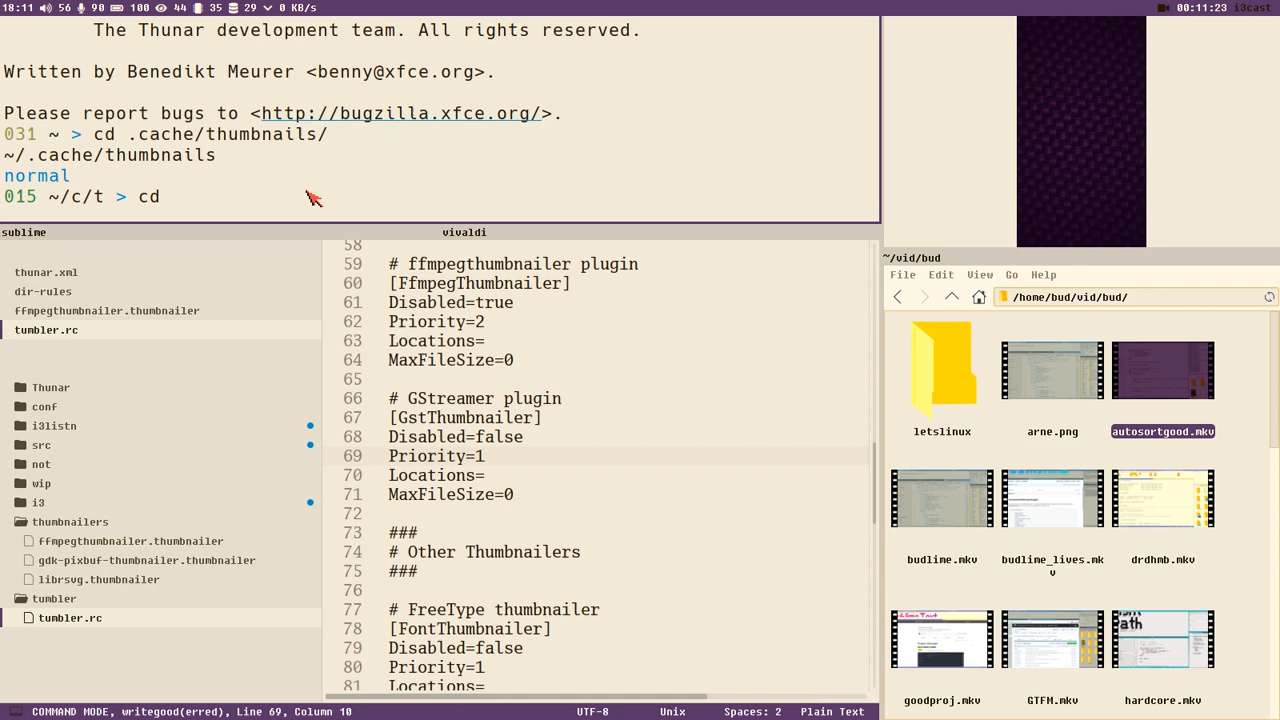 18:11 56 90 100 44 35 29 0 KB/s
00:11:23 i3cast
The Thunar development team. All rights reserved.
Written by Benedikt Meurer <benny@xfce.org>.
Please report bugs to <http://bugzilla.xfce.org/>.
031 ~ > cd .cache/thumbnails/
~/.cache/thumbnails
normal
015 ~/c/t > cd
sublime
vivaldi
thunar.xml
dir-rules
ffmpegthumbnailer.thumbnailer
tumbler.rc
Thunar
conf
i3listn
src
not
wip
i3
thumbnailers
ffmpegthumbnailer.thumbnailer
gdk-pixbuf-thumbnailer.thumbnailer
librsvg.thumbnailer
tumbler
tumbler.rc
58
59 # ffmpegthumbnailer plugin
60 [FfmpegThumbnailer]
61 Disabled=true
62 Priority=2
63 Locations=
64 MaxFileSize=0
65
66 # GStreamer plugin
67 [GstThumbnailer]
68 Disabled=false
69 Priority=1
70 Locations=
71 MaxFileSize=0
72
73 ###
74 # Other Thumbnailers
75 ###
76
77 # FreeType thumbnailer
78 [FontThumbnailer]
79 Disabled=false
80 Priority=1
81 Locations=
COMMAND MODE, writegood(erred), Line 69, Column 10 UTF-8 Unix Spaces: 2 Plain Text
~/vid/bud
File Edit View Go Help
/home/bud/vid/bud/
letslinux arne.png autosortgood.mkv
budlime.mkv budlime_lives.mk
v
drdhmb.mkv
goodproj.mkv GTFM.mkv hardcore.mkv